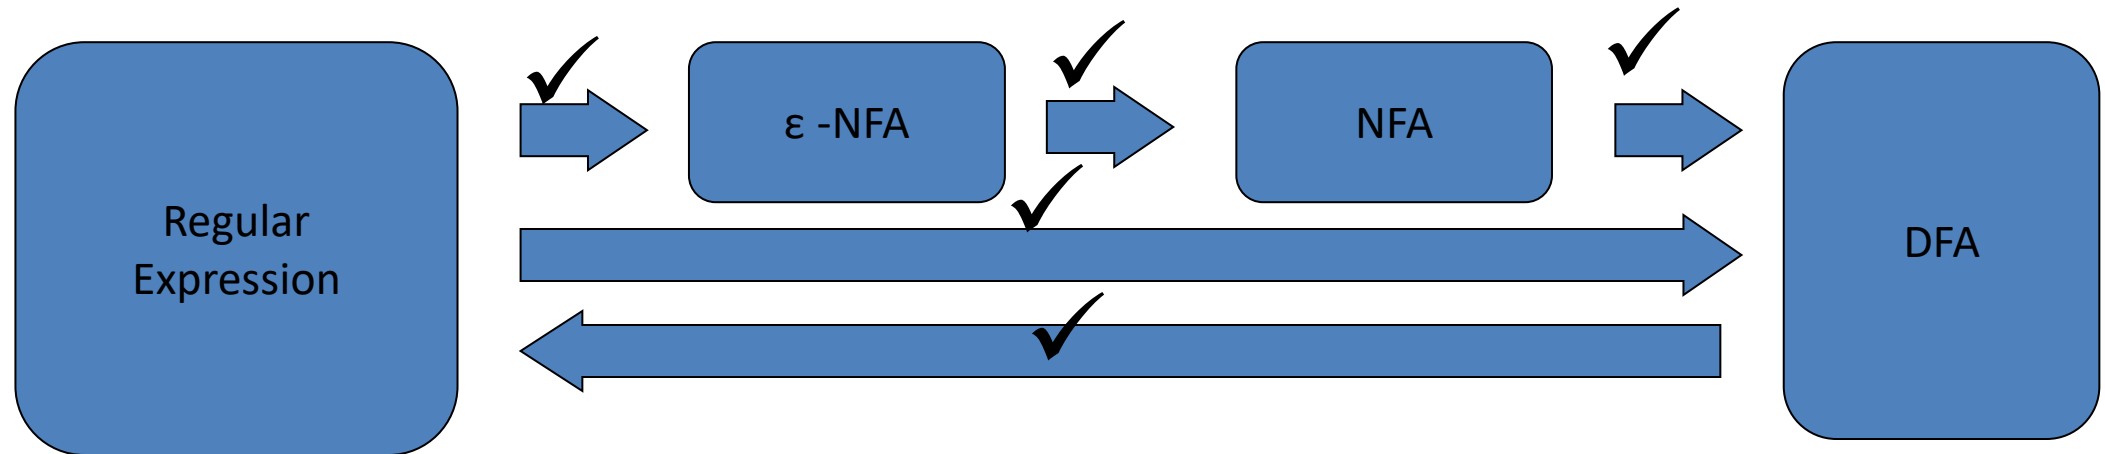 Regular
Expression
ε -NFA
NFA
DFA